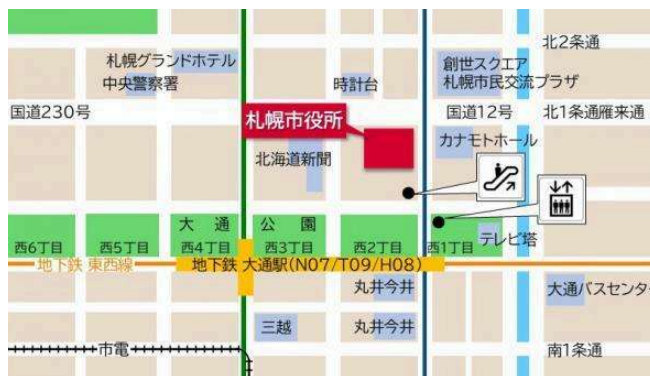 北2条通
札幌グランドホテル
中央警察署
時計台
創世スクエア
札幌市民交流プラザ
国道230号
札幌市役所
国道12号
北1条通雁来通
カナモトホール
北海道新聞
大通公園
西6丁目
西5丁目
西4丁目
西3丁目
西2丁目
西1丁目
テレビ塔
地下鉄 東西線
地下鉄 大通駅(N07/T09/H08)
丸井今井
大通バスセンター
三越
丸井今井
市電
南1条通